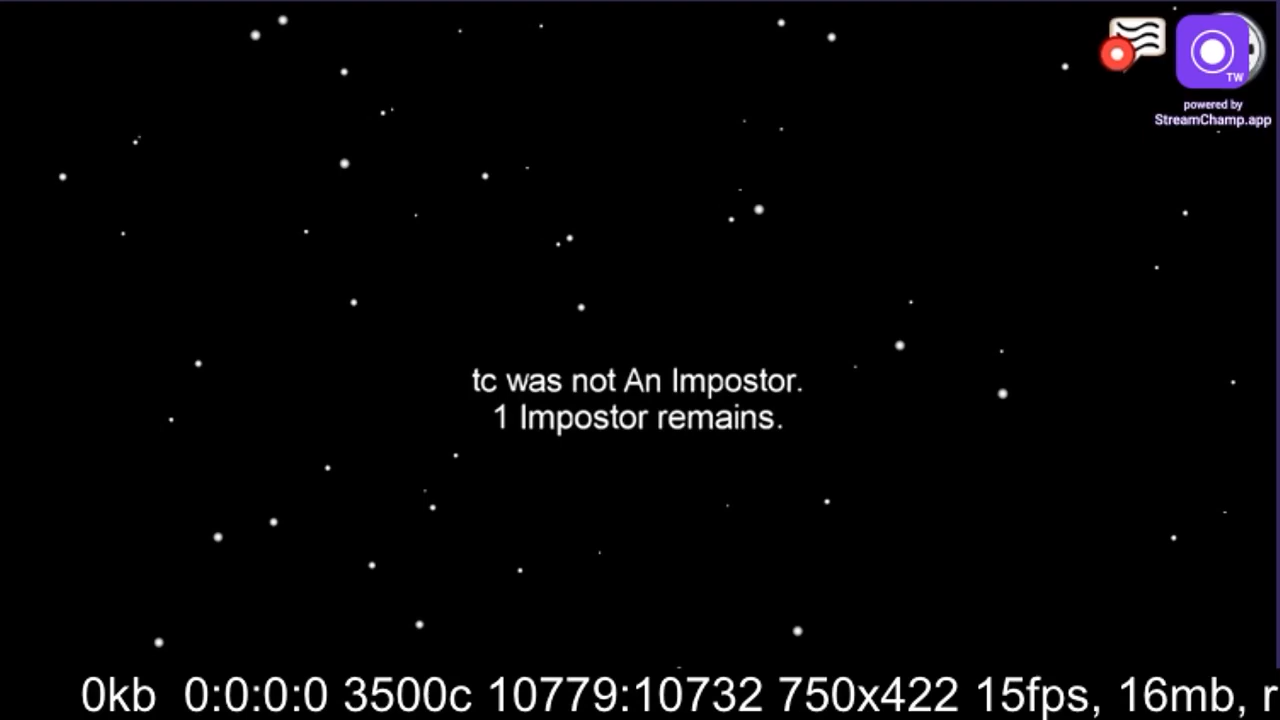 TW
powered by
StreamChamp.app
tc was not An Impostor.
1 Impostor remains.
0kb 0:0:0:0 3500c 10779:10732 750x422 15fps, 16mb, r